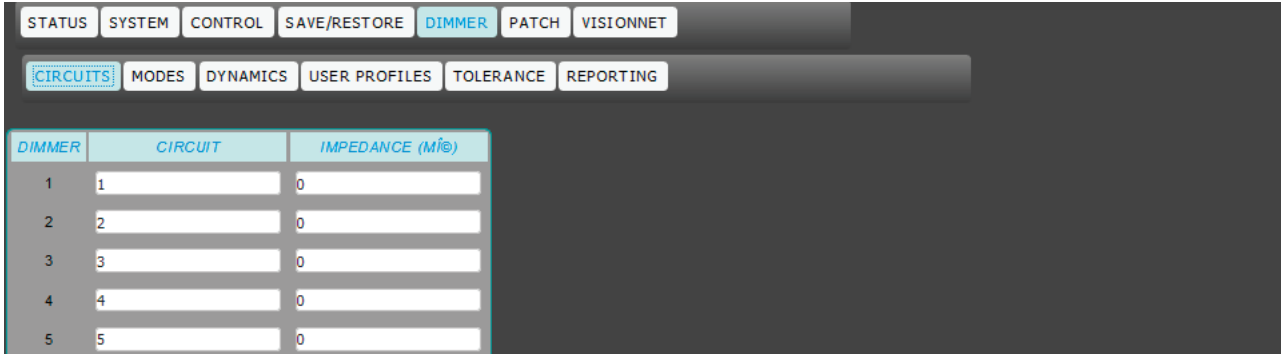 STATUS SYSTEM CONTROL SAVE/RESTORE DIMMER PATCH VISIONNET
CIRCUITS MODES DYNAMICS USER PROFILES TOLERANCE REPORTING
DIMMER CIRCUIT IMPEDANCE (MÎ©)
1 1 0
2 2 0
3 3 0
4 4 0
5 5 0